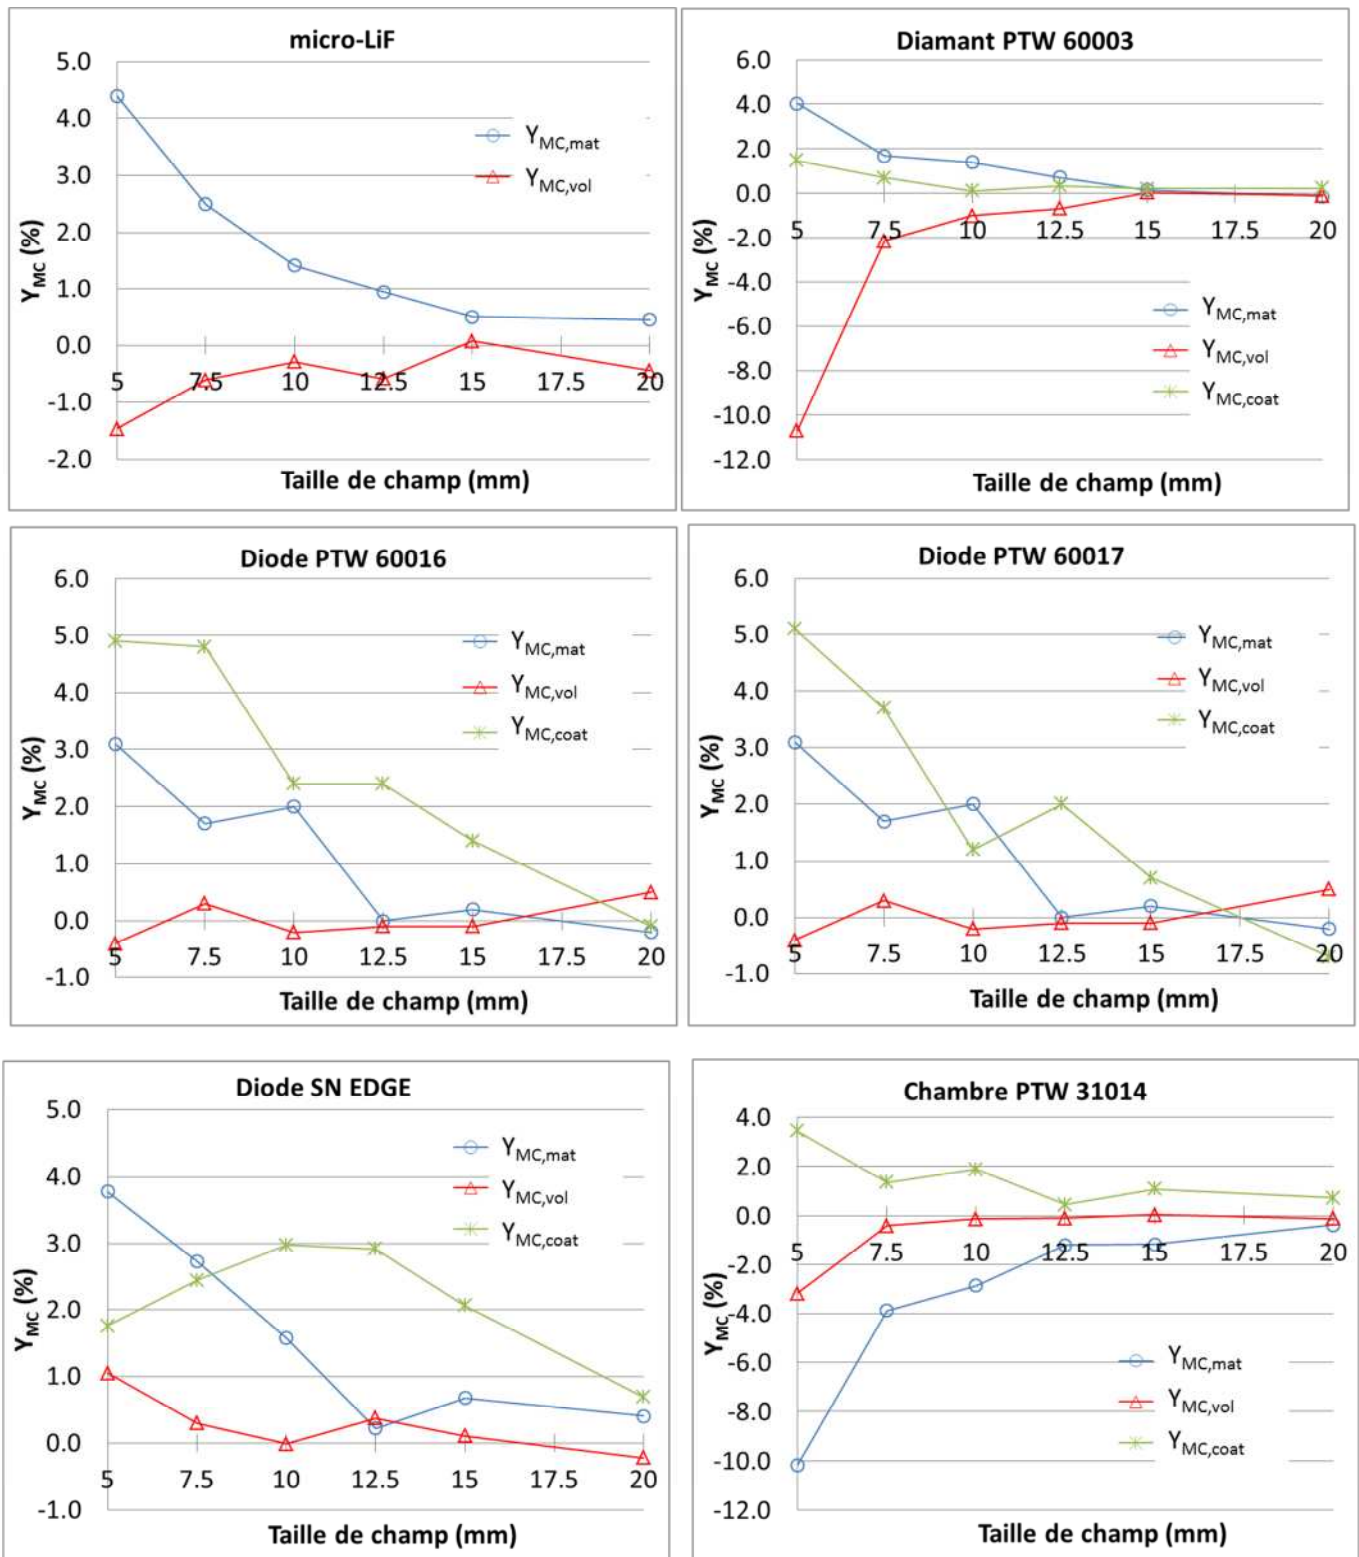 micro-LiF
5.0
4.0
3.0
2.0
1.0
0.0
-1.0
-2.0
5 7.5 10 12.5 15 17.5 20
Y_MC (%)
Taille de champ (mm)
Y_MC,mat
Y_MC,vol
Diamant PTW 60003
6.0
4.0
2.0
0.0
-2.0
-4.0
-6.0
-8.0
-10.0
-12.0
5 7.5 10 12.5 15 17.5 20
Y_MC (%)
Taille de champ (mm)
Y_MC,mat
Y_MC,vol
Y_MC,coat
Diode PTW 60016
6.0
5.0
4.0
3.0
2.0
1.0
0.0
-1.0
5 7.5 10 12.5 15 17.5 20
Y_MC (%)
Taille de champ (mm)
Y_MC,mat
Y_MC,vol
Y_MC,coat
Diode PTW 60017
6.0
5.0
4.0
3.0
2.0
1.0
0.0
-1.0
5 7.5 10 12.5 15 17.5 20
Y_MC (%)
Taille de champ (mm)
Y_MC,mat
Y_MC,vol
Y_MC,coat
Diode SN EDGE
5.0
4.0
3.0
2.0
1.0
0.0
-1.0
5 7.5 10 12.5 15 17.5 20
Y_MC (%)
Taille de champ (mm)
Y_MC,mat
Y_MC,vol
Y_MC,coat
Chambre PTW 31014
4.0
2.0
0.0
-2.0
-4.0
-6.0
-8.0
-10.0
-12.0
5 7.5 10 12.5 15 17.5 20
Y_MC (%)
Taille de champ (mm)
Y_MC,mat
Y_MC,vol
Y_MC,coat